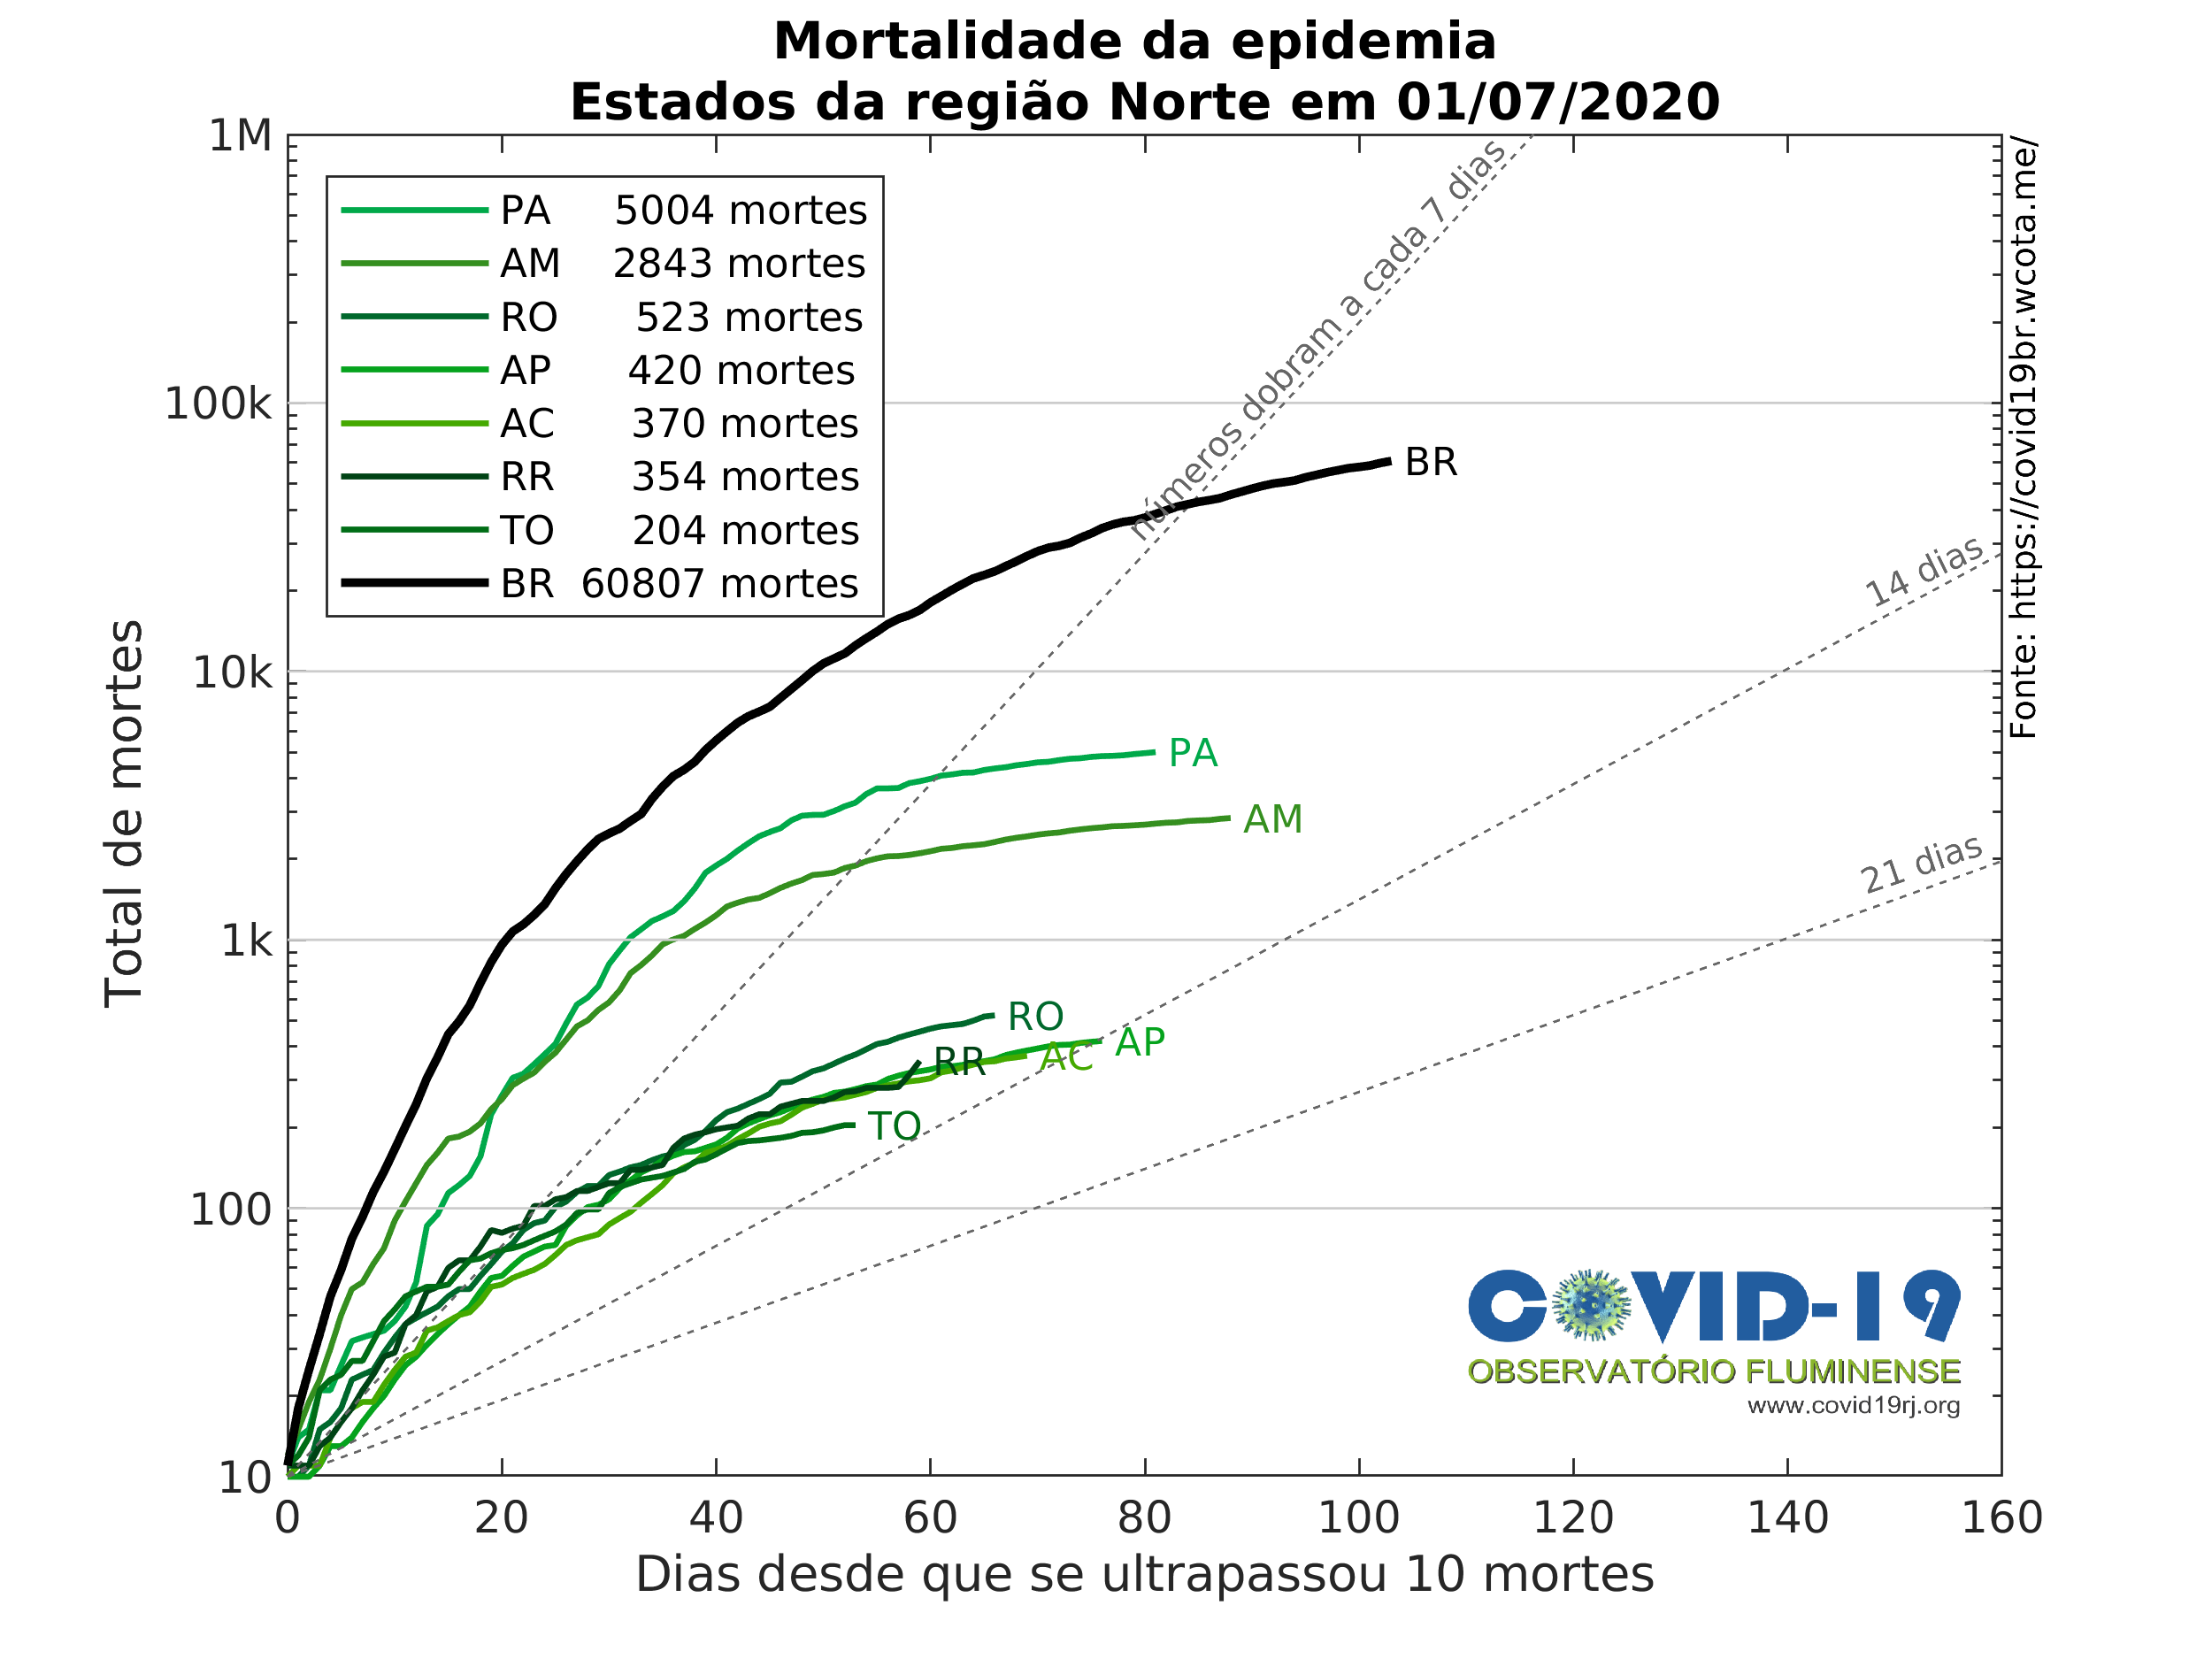 Mortalidade da epidemia
Estados da região Norte em 01/07/2020
1M
100k
10k
1k
100
10
Total de mortes
PA 5004 mortes
AM 2843 mortes
RO 523 mortes
AP 420 mortes
AC 370 mortes
RR 354 mortes
TO 204 mortes
BR 60807 mortes
números dobram a cada 7 dias
14 dias
21 dias
BR
PA
AM
RO
AP
AC
RR
TO
Fonte: https://covid19br.wcota.me/
COVID-19
OBSERVATÓRIO FLUMINENSE
www.covid19rj.org
0 20 40 60 80 100 120 140 160
Dias desde que se ultrapassou 10 mortes